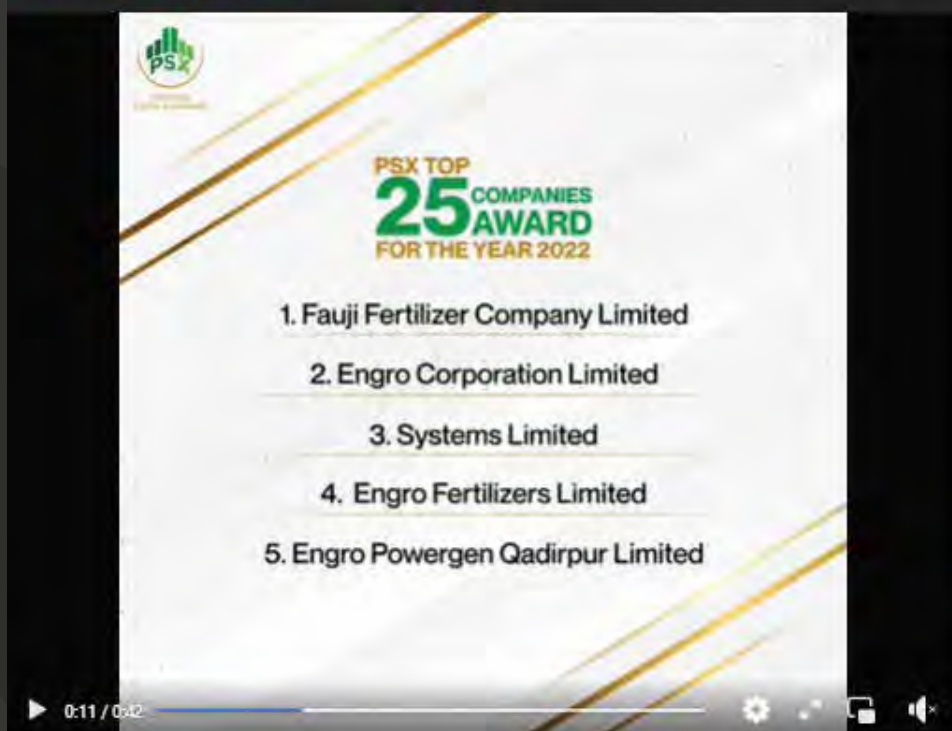 PSX
PSX TOP
25 COMPANIES
AWARD
FOR THE YEAR 2022
1. Fauji Fertilizer Company Limited
2. Engro Corporation Limited
3. Systems Limited
4. Engro Fertilizers Limited
5. Engro Powergen Qadirpur Limited
0:11 / 0:42